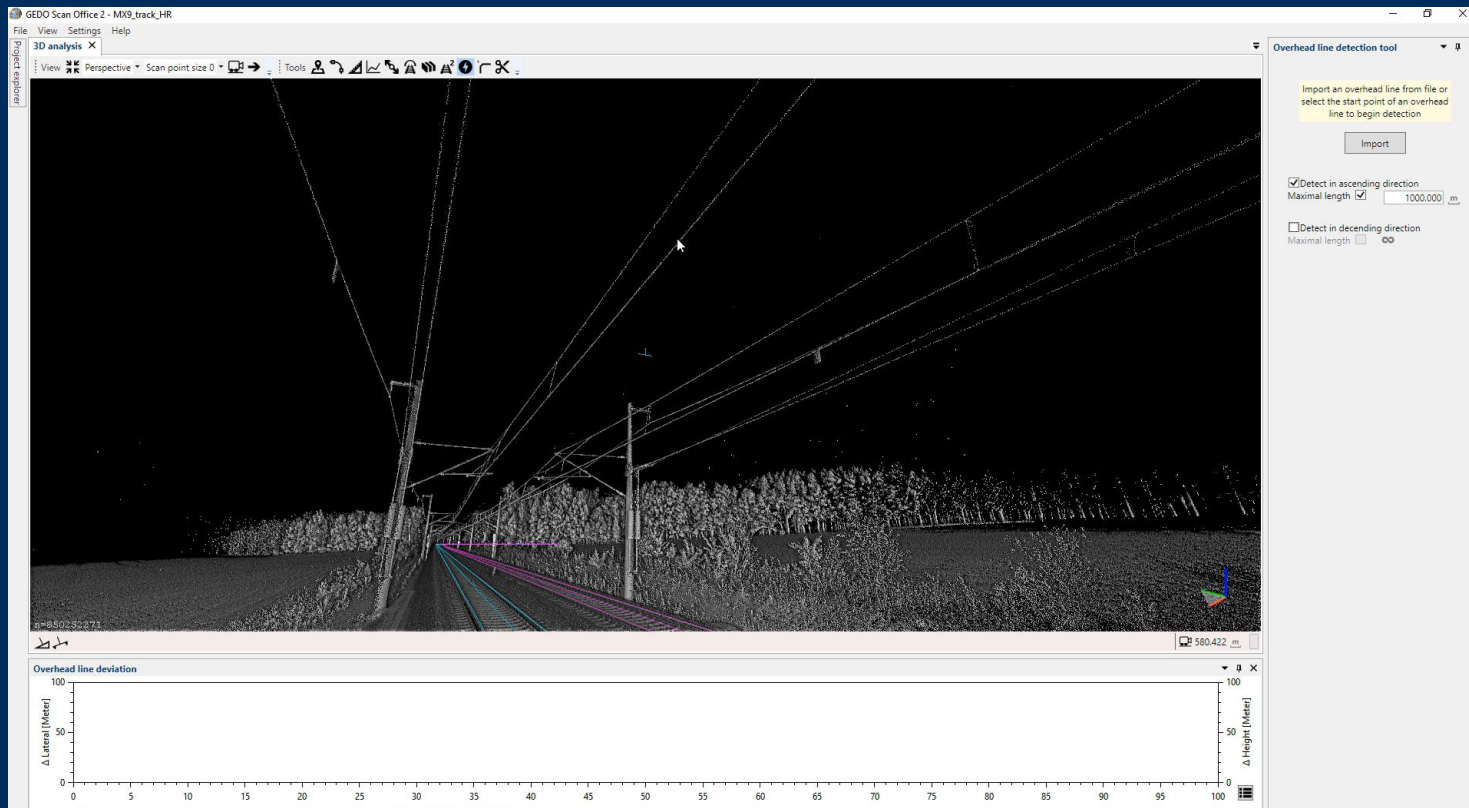 GEDO Scan Office 2 - MX9_track_HR
File View Settings Help
Project explorer
3D analysis
View Perspective Scan point size 0 Tools
n=850232271
580.422 m
Overhead line detection tool
Import an overhead line from file or
select the start point of an overhead
line to begin detection
Import
Detect in ascending direction
Maximal length 1000.000 m
Detect in decending direction
Maximal length ∞
Overhead line deviation
100 100
Δ Lateral [Meter]
50 50
Δ Height [Meter]
0 0
0 5 10 15 20 25 30 35 40 45 50 55 60 65 70 75 80 85 90 95 100